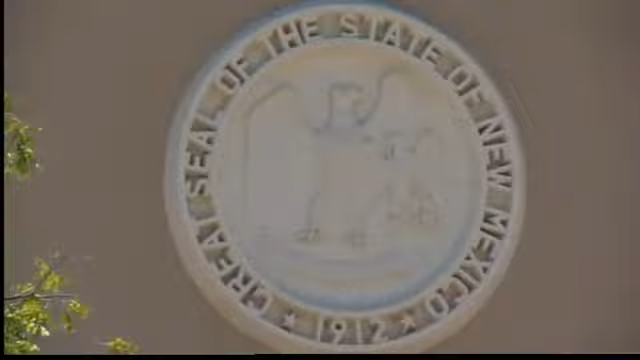 GREAT SEAL OF THE STATE OF NEW MEXICO
★ 1912 ★